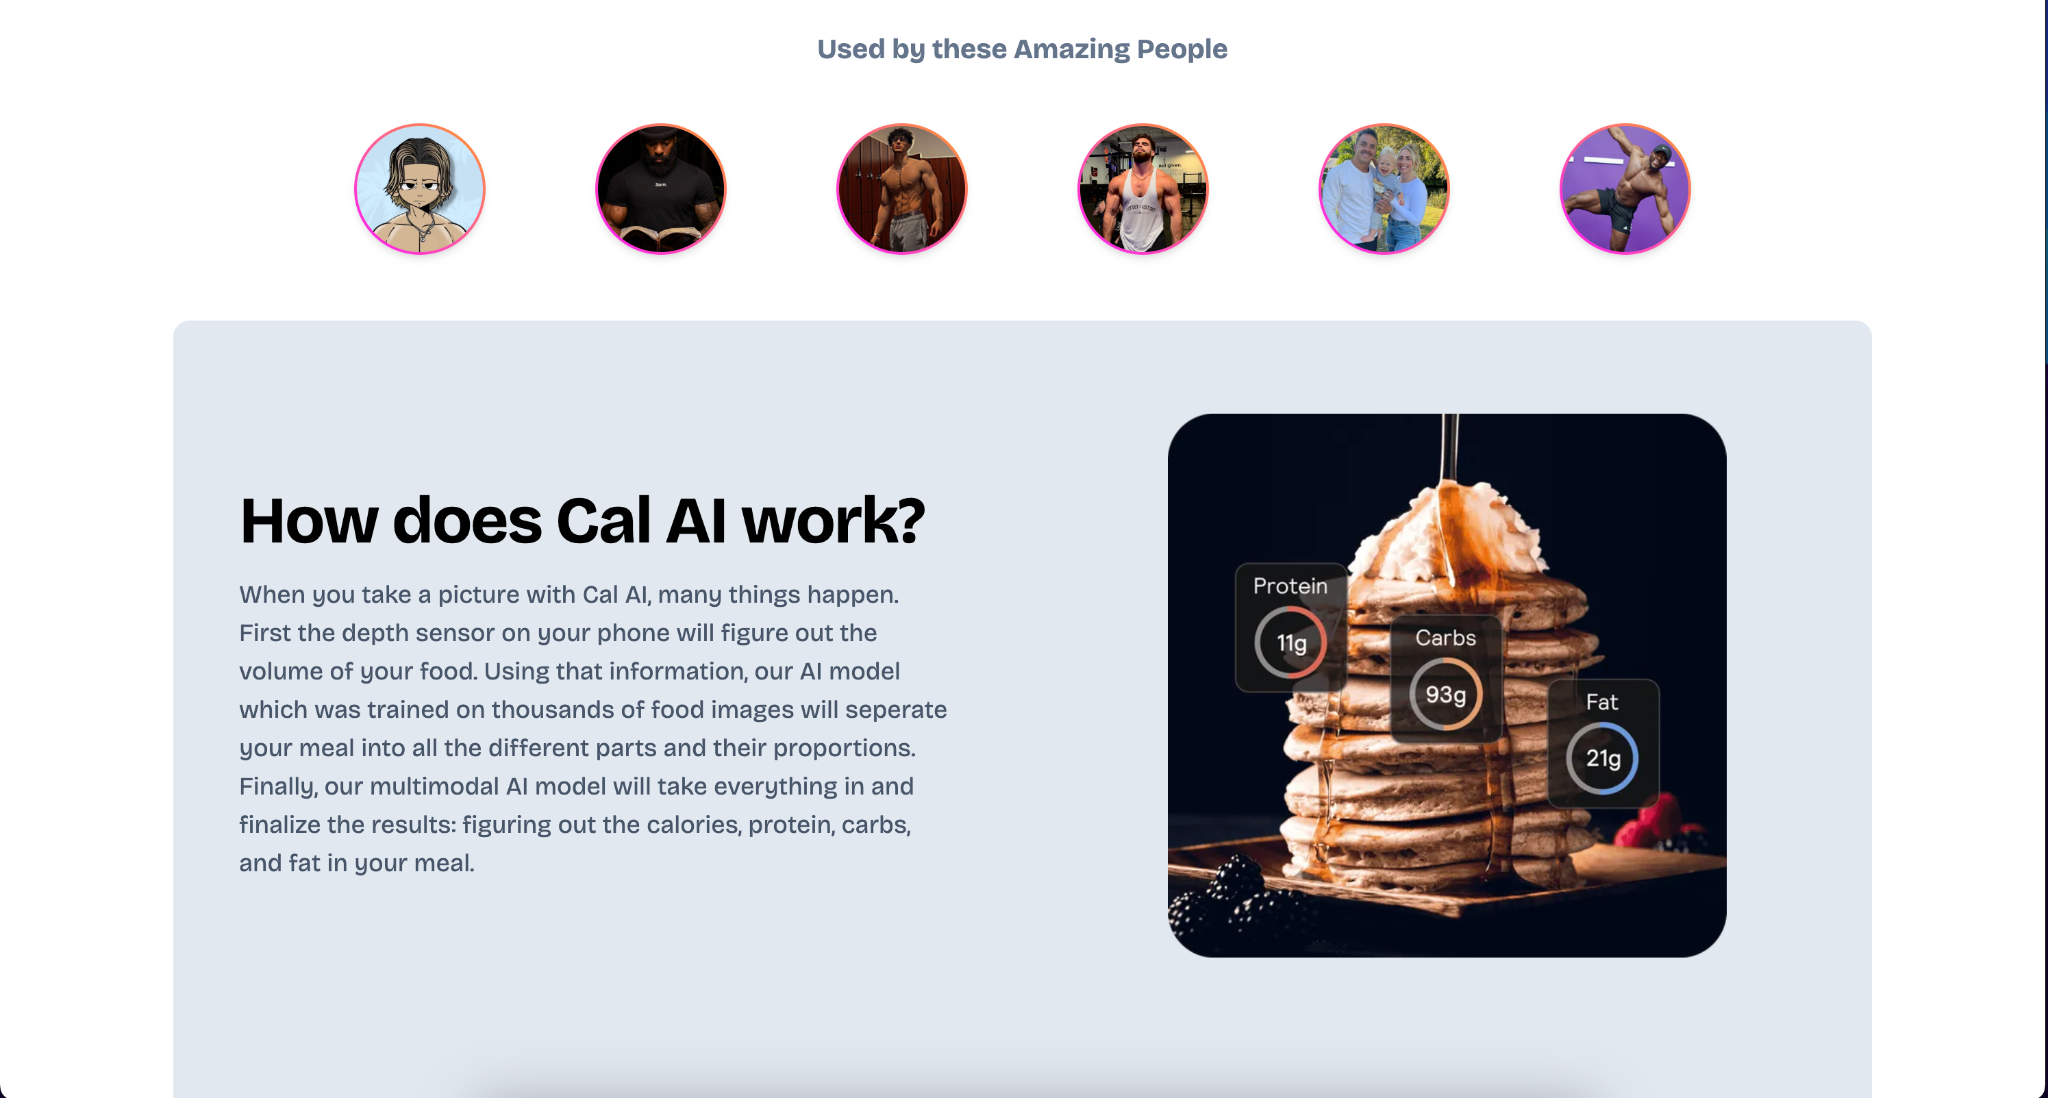 Used by these Amazing People
3am
not given.
How does Cal AI work?
When you take a picture with Cal AI, many things happen.
First the depth sensor on your phone will figure out the
volume of your food. Using that information, our AI model
which was trained on thousands of food images will seperate
your meal into all the different parts and their proportions.
Finally, our multimodal AI model will take everything in and
finalize the results: figuring out the calories, protein, carbs,
and fat in your meal.
Protein
11g
Carbs
93g
Fat
21g